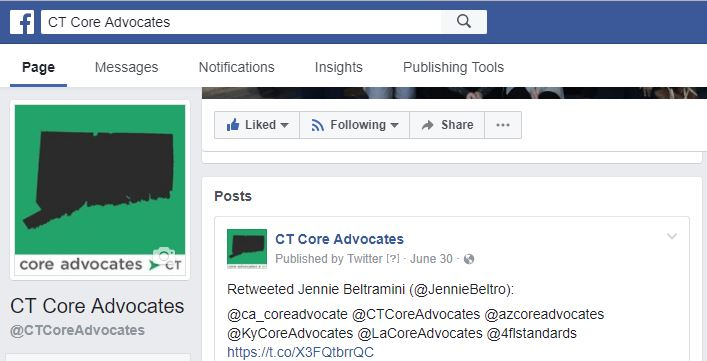 CT Core Advocates
Page Messages Notifications Insights Publishing Tools
Liked Following Share
core advocates CT
CT Core Advocates
@CTCoreAdvocates
Posts
CT Core Advocates
Published by Twitter [?] · June 30 ·
Retweeted Jennie Beltramini (@JennieBeltro):
@ca_coreadvocate @CTCoreAdvocates @azcoreadvocates
@KyCoreAdvocates @LaCoreAdvocates @4flstandards
https://t.co/X3FQtbrrQC